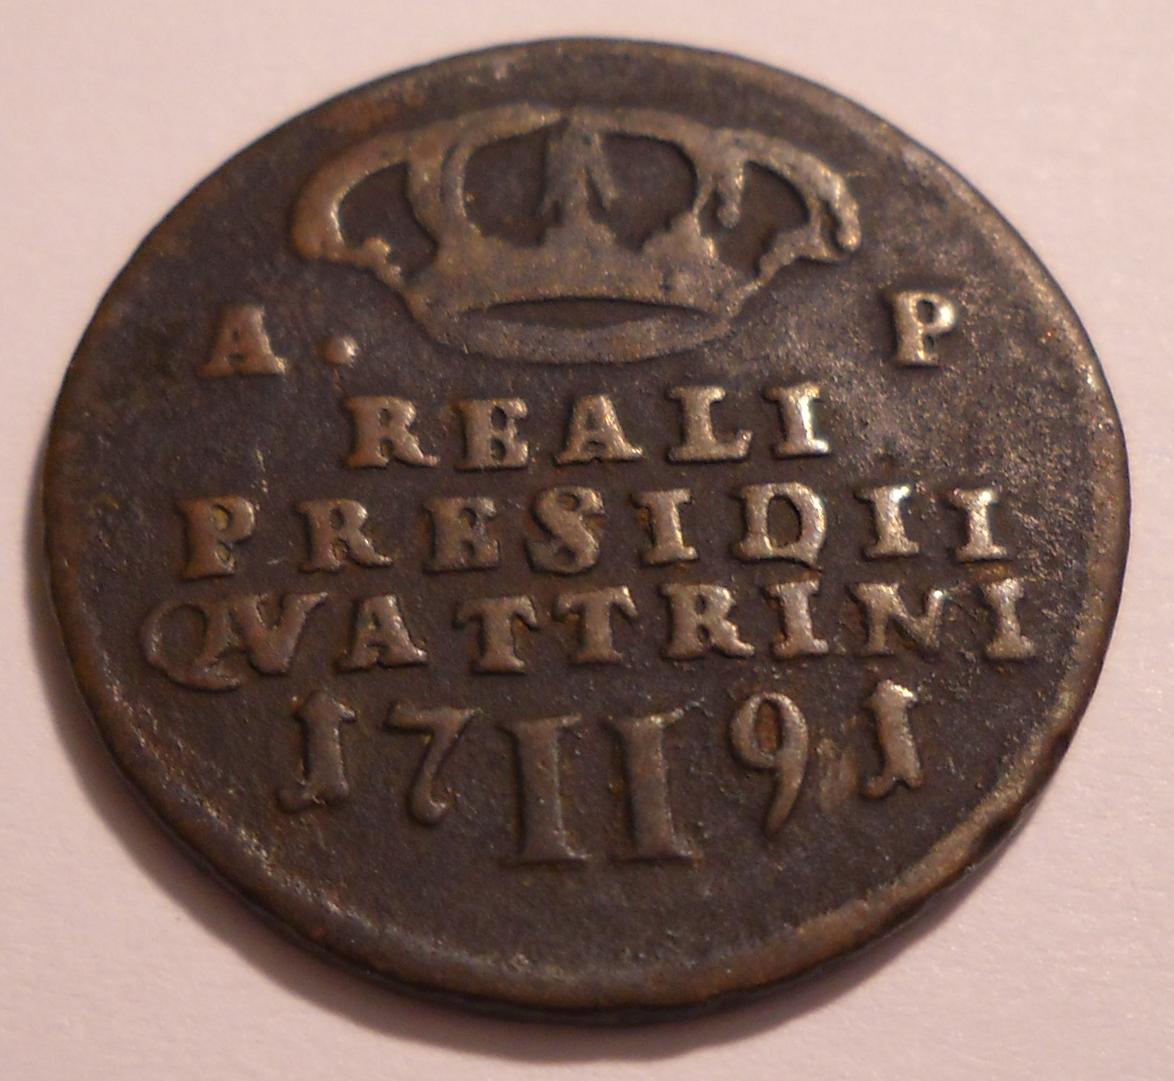 A. P
REALI
PRESIDII
QVATTRINI
17 II 91